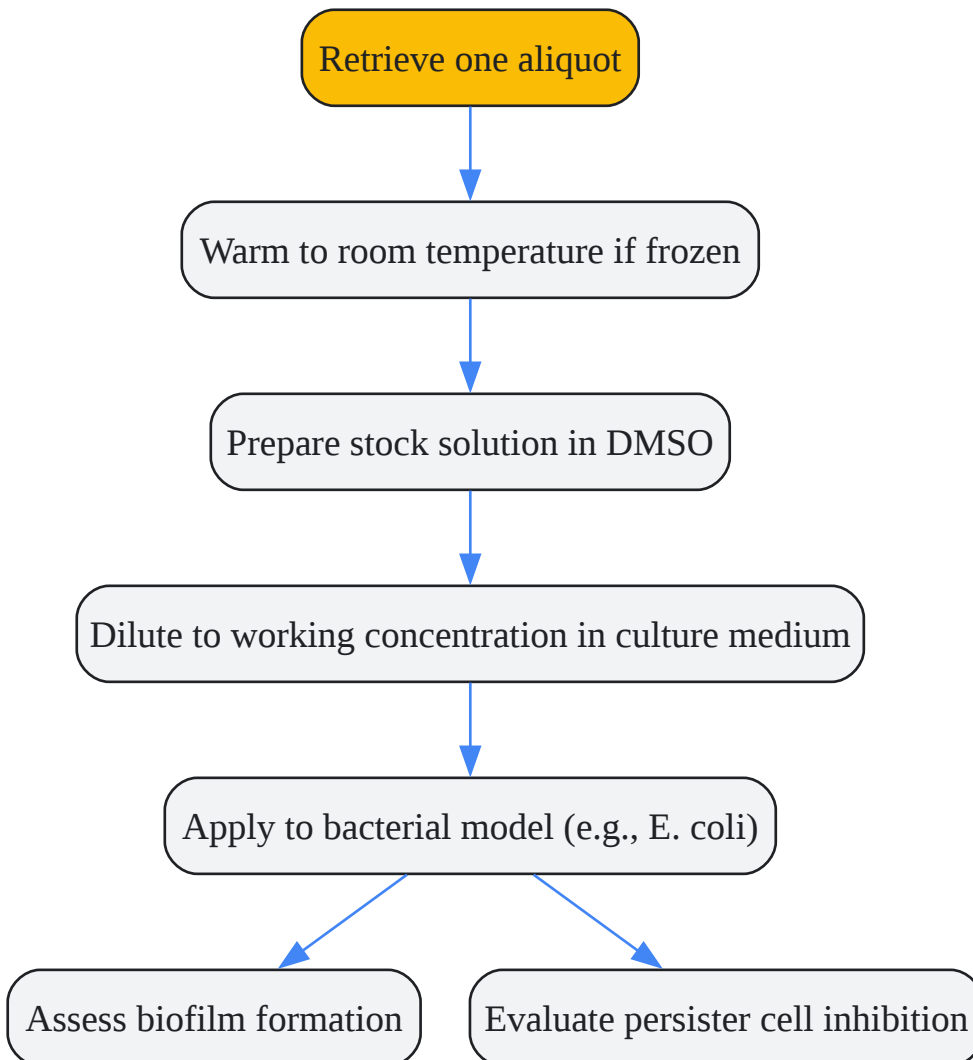 Retrieve one aliquot
Warm to room temperature if frozen
Prepare stock solution in DMSO
Dilute to working concentration in culture medium
Apply to bacterial model (e.g., E. coli)
Assess biofilm formation
Evaluate persister cell inhibition